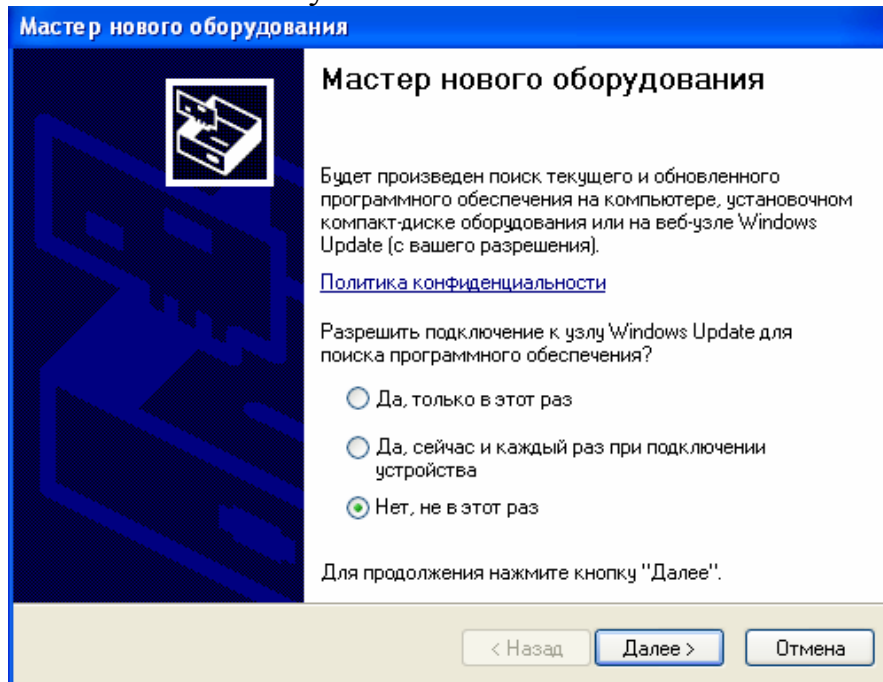 Мастер нового оборудования
Мастер нового оборудования
Будет произведен поиск текущего и обновленного
программного обеспечения на компьютере, установочном
компакт-диске оборудования или на веб-узле Windows
Update (с вашего разрешения).
Политика конфиденциальности
Разрешить подключение к узлу Windows Update для
поиска программного обеспечения?
Да, только в этот раз
Да, сейчас и каждый раз при подключении
устройства
Нет, не в этот раз
Для продолжения нажмите кнопку "Далее".
< Назад Далее > Отмена